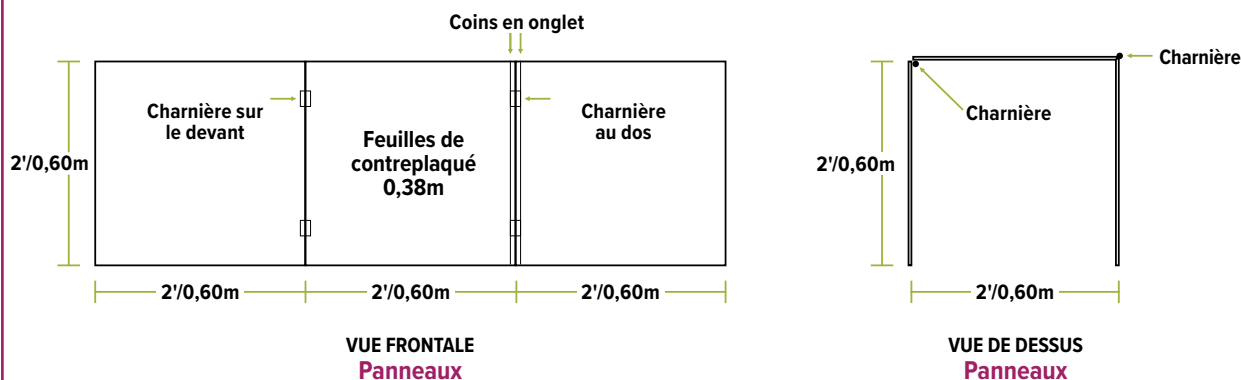 Coins en onglet
Charnière sur
le devant
Feuilles de
contreplaqué
0,38m
Charnière
au dos
2'/0,60m
2'/0,60m
2'/0,60m
2'/0,60m
VUE FRONTALE
Panneaux
Charnière
Charnière
2'/0,60m
2'/0,60m
VUE DE DESSUS
Panneaux